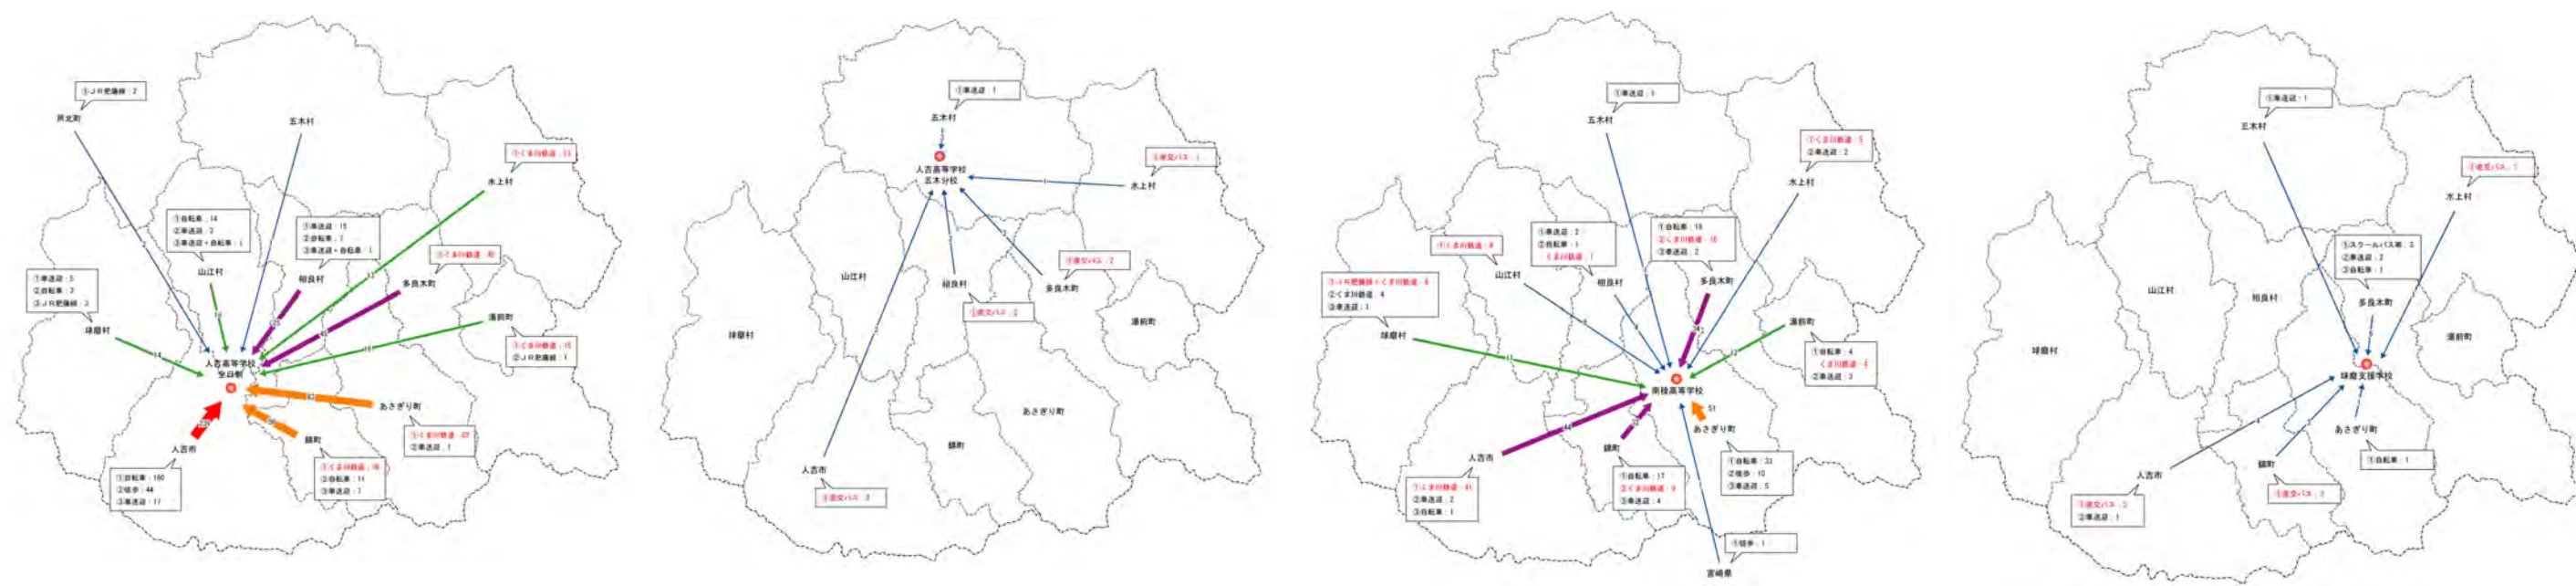 ①ＪＲ肥薩線：2
芦北町
五木村
①くま川鉄道
水上村
①自転車：14
②車送迎：3
③車送迎＋自転車：1
山江村
①車送迎：15
②自転車：7
③車送迎＋自転車：1
相良村
①くま川鉄道
多良木町
①車送迎：5
②自転車：3
③ＪＲ肥薩線：3
球磨村
14
湯前町
①くま川鉄道：15
②ＪＲ肥薩線：1
人吉高等学校
全日制
あさぎり町
①くま川鉄道
②車送迎：1
錦町
①くま川鉄道
②自転車：11
③車送迎：7
人吉市
①自転車：160
②徒歩：44
③車送迎：17
①車送迎：1
五木村
人吉高等学校
五木分校
①産交バス：1
水上村
山江村
相良村
①産交バス：2
①産交バス：2
多良木町
球磨村
湯前町
あさぎり町
錦町
人吉市
①産交バス：2
①車送迎：1
五木村
①くま川鉄道：5
②車送迎：2
水上村
①くま川鉄道：8
山江村
①車送迎：2
②自転車：1
くま川鉄道：1
相良村
①自転車：18
②くま川鉄道：10
③車送迎：2
多良木町
①ＪＲ肥薩線＋くま川鉄道：6
②くま川鉄道：4
③車送迎：1
球磨村
湯前町
①自転車：4
くま川鉄道：4
②車送迎：3
南稜高等学校
51
あさぎり町
①自転車：33
②徒歩：10
③車送迎：5
44
人吉市
①くま川鉄道：41
②車送迎：2
③自転車：1
錦町
①自転車：17
②くま川鉄道：9
③車送迎：4
①徒歩：1
宮崎県
①車送迎：1
五木村
①産交バス：1
水上村
①スクールバス等：3
②車送迎：2
③自転車：1
多良木町
山江村
相良村
湯前町
球磨村
球磨支援学校
あさぎり町
①自転車：1
錦町
①産交バス：3
人吉市
①産交バス：3
②車送迎：1